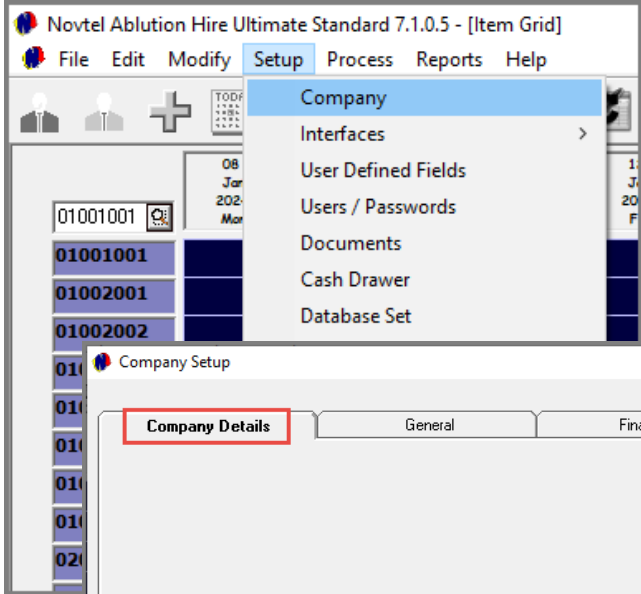 Novtel Ablution Hire Ultimate Standard 7.1.0.5 - [Item Grid]
File Edit Modify Setup Process Reports Help
Company
Interfaces >
User Defined Fields
Users / Passwords
Documents
Cash Drawer
Database Set
08
01001001
01001001
01002001
01002002
Company Setup
Company Details General